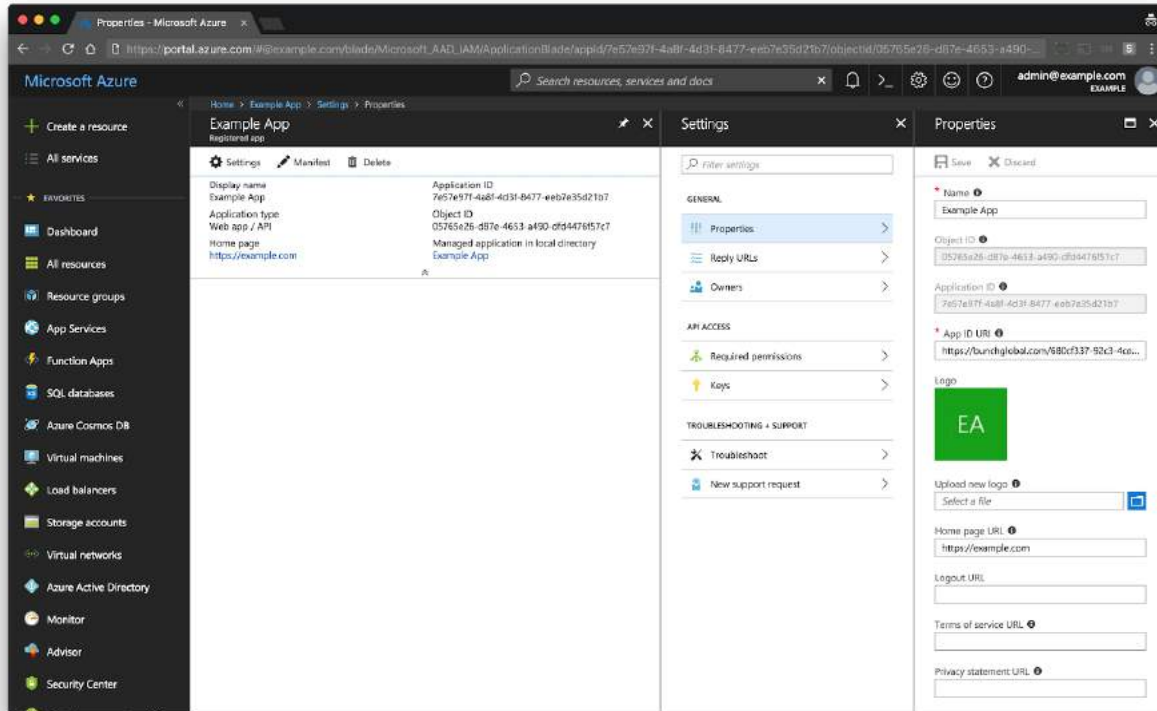 Properties - Microsoft Azure
https://portal.azure.com/#@example.com/blade/Microsoft_AAD_IAM/ApplicationBlade/appId/7e57e97f-4a8f-4d3f-8477-eeb7e35d21b7/objectId/05765e26-d87e-4653-a490-...
Microsoft Azure
Search resources, services and docs
admin@example.com
EXAMPLE
Home > Example App > Settings > Properties
Create a resource
All services
FAVORITES
Dashboard
All resources
Resource groups
App Services
Function Apps
SQL databases
Azure Cosmos DB
Virtual machines
Load balancers
Storage accounts
Virtual networks
Azure Active Directory
Monitor
Advisor
Security Center
Example App
Registered app
Settings
Manifest
Delete
Display name
Example App
Application type
Web app / API
Home page
https://example.com
Application ID
7e57e97f-4a8f-4d3f-8477-eeb7e35d21b7
Object ID
05765e26-d87e-4653-a490-dfd4476f57c7
Managed application in local directory
Example App
Settings
Filter settings
GENERAL
Properties
Reply URLs
Owners
API ACCESS
Required permissions
Keys
TROUBLESHOOTING + SUPPORT
Troubleshoot
New support request
Properties
Save
Discard
* Name
Example App
Object ID
05765e26-d87e-4653-a490-dfd4476f57c7
Application ID
7e57e97f-4a8f-4d3f-8477-eeb7e35d21b7
* App ID URI
https://bunchglobal.com/680cf337-92c3-4ce...
Logo
EA
Upload new logo
Select a file
Home page URL
https://example.com
Logout URL
Terms of service URL
Privacy statement URL